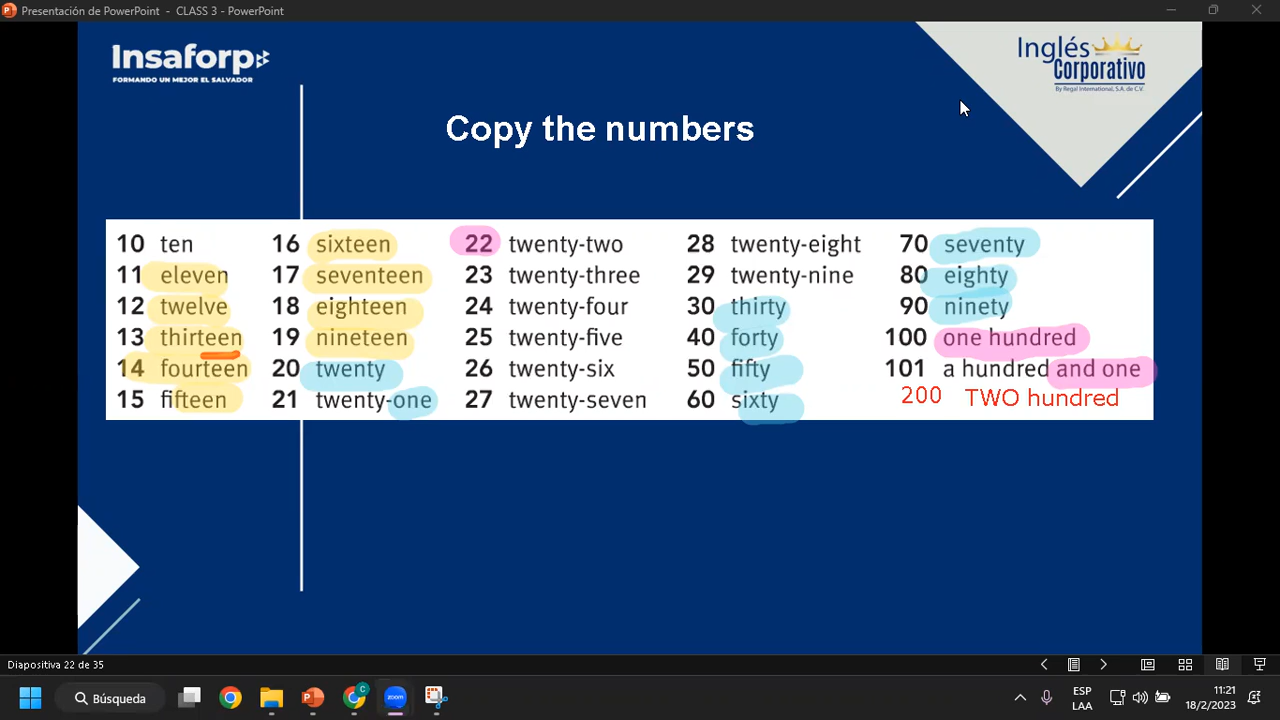 Presentación de PowerPoint - CLASS 3 - PowerPoint
Insaforp
FORMANDO UN MEJOR EL SALVADOR
Inglés
Corporativo
By Regal International, S.A. de C.V.
Copy the numbers
10 ten 16 sixteen 22 twenty-two 28 twenty-eight 70 seventy
11 eleven 17 seventeen 23 twenty-three 29 twenty-nine 80 eighty
12 twelve 18 eighteen 24 twenty-four 30 thirty 90 ninety
13 thirteen 19 nineteen 25 twenty-five 40 forty 100 one hundred
14 fourteen 20 twenty 26 twenty-six 50 fifty 101 a hundred and one
15 fifteen 21 twenty-one 27 twenty-seven 60 sixty 200 TWO hundred
Diapositiva 22 de 35
Búsqueda
C
zoom
ESP
LAA
11:21
18/2/2023